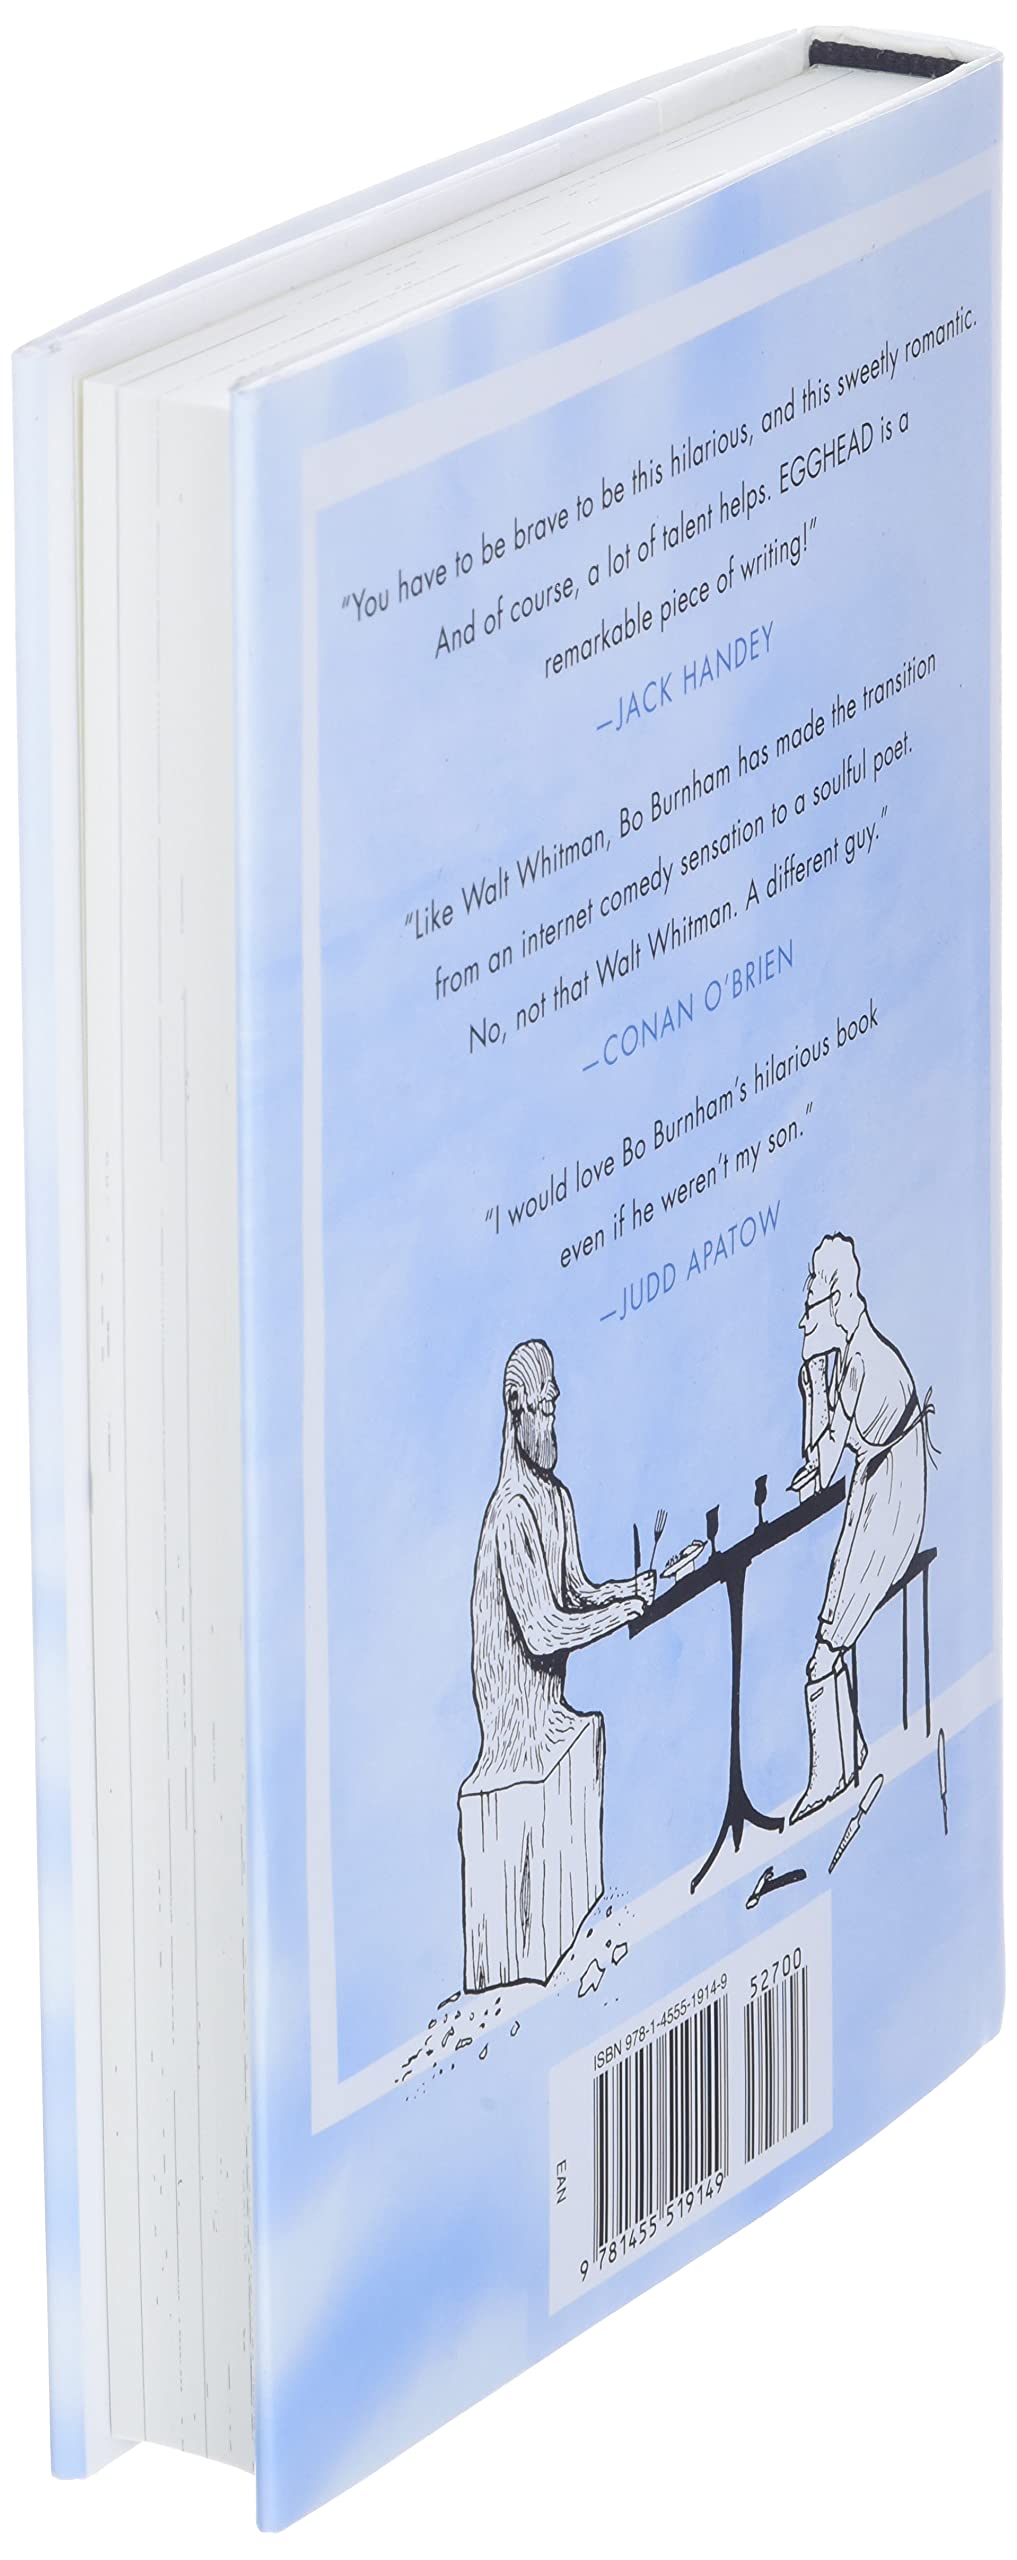 “You have to be brave to be this hilarious, and this sweetly romantic.
And of course, a lot of talent helps. EGGHEAD is a
remarkable piece of writing!”
—JACK HANDEY
“Like Walt Whitman, Bo Burnham has made the transition
from an internet comedy sensation to a soulful poet.
No, not that Walt Whitman. A different guy.”
—CONAN O’BRIEN
“I would love Bo Burnham’s hilarious book
even if he weren’t my son.”
—JUDD APATOW
ISBN 978-1-4555-1914-9
52700
9 781455 519149
EAN